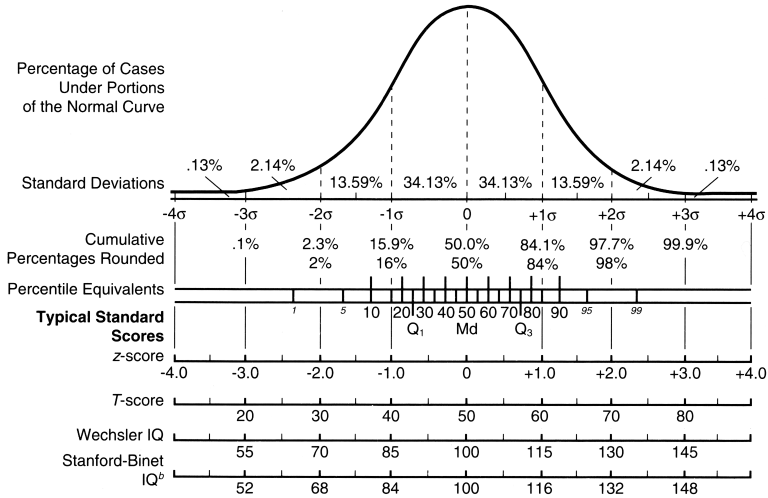 Percentage of Cases
Under Portions
of the Normal Curve
.13% 2.14% 2.14% .13%
Standard Deviations 13.59% 34.13% 34.13% 13.59%
-4σ -3σ -2σ -1σ 0 +1σ +2σ +3σ +4σ
Cumulative .1% 2.3% 15.9% 50.0% 84.1% 97.7% 99.9%
Percentages Rounded 2% 16% 50% 84% 98%
Percentile Equivalents
1 5 10 20 30 40 50 60 70 80 90 95 99
Typical Standard
Q1 Md Q3
Scores
z-score
-4.0 -3.0 -2.0 -1.0 0 +1.0 +2.0 +3.0 +4.0
T-score
20 30 40 50 60 70 80
Wechsler IQ
55 70 85 100 115 130 145
Stanford-Binet
IQb
52 68 84 100 116 132 148